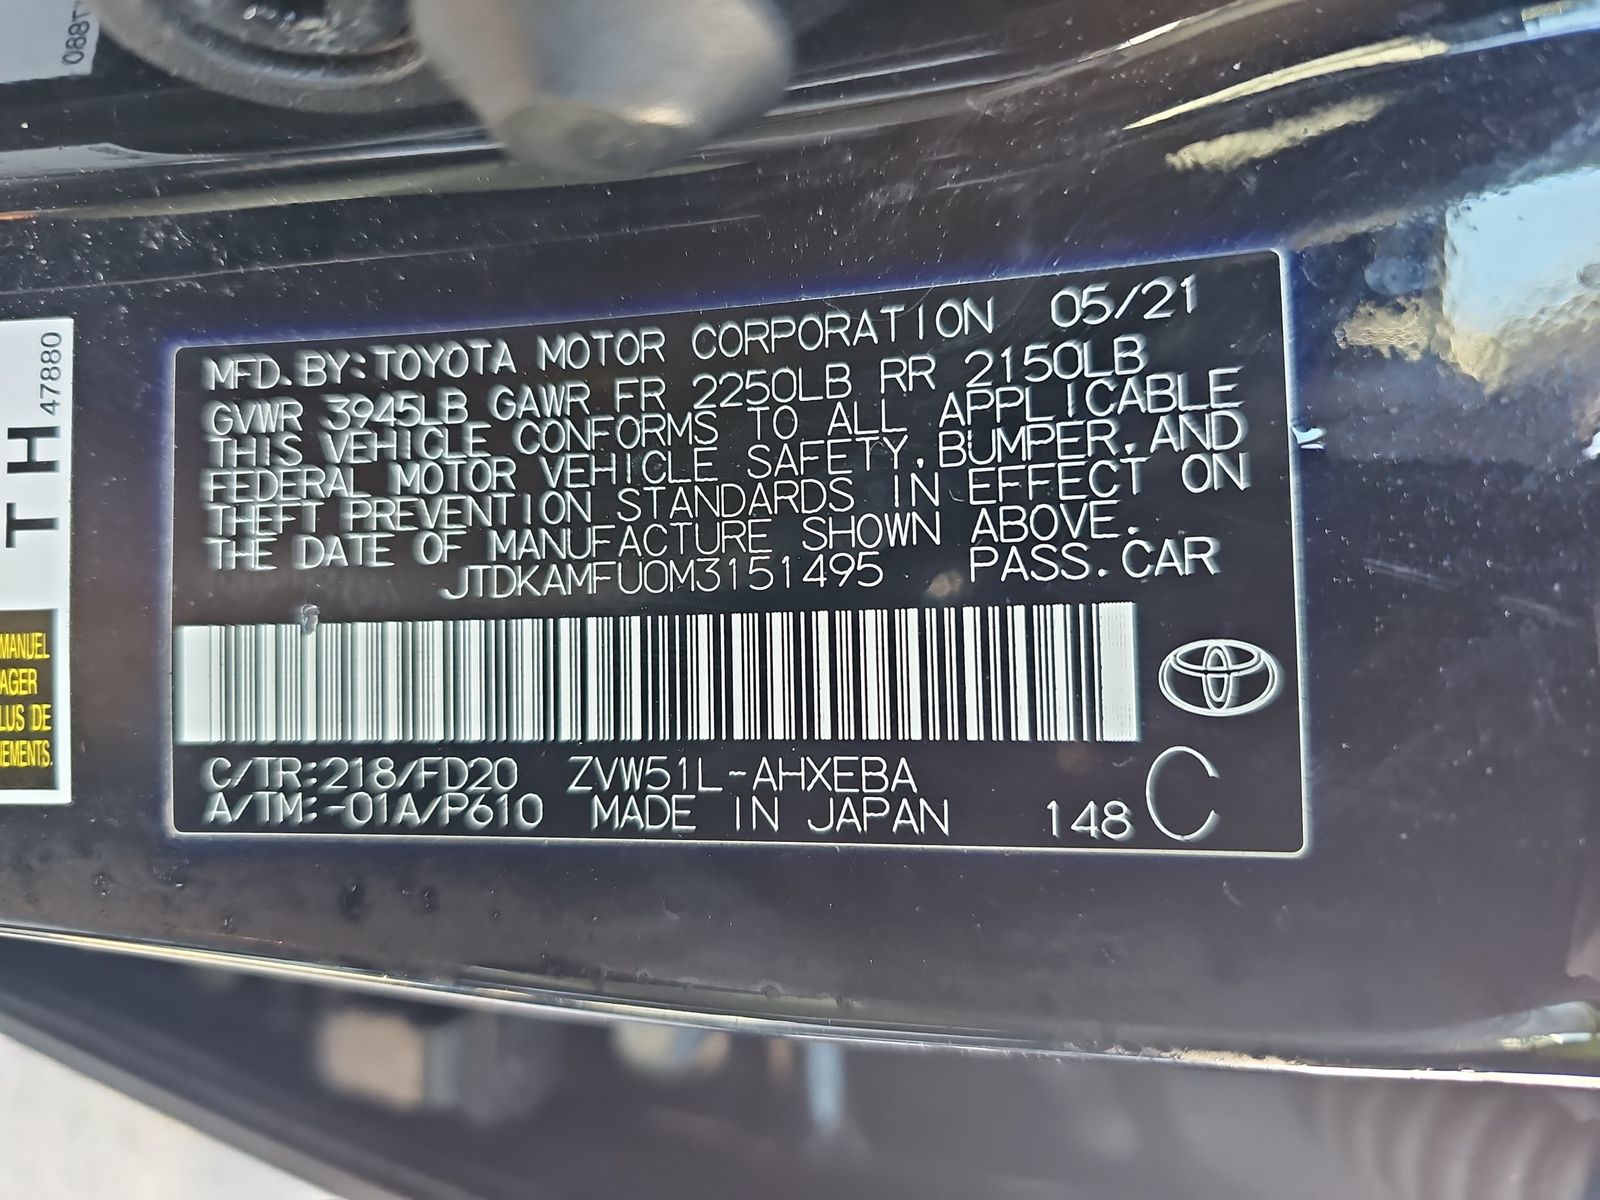 0887
47880
TH
MANUEL
AGER
LUS DE
NEMENTS.
MFD. BY: TOYOTA MOTOR CORPORATION 05/21
GVWR 3945LB GAWR FR 2250LB RR 2150LB
THIS VEHICLE CONFORMS TO ALL APPLICABLE
FEDERAL MOTOR VEHICLE SAFETY, BUMPER, AND
THEFT PREVENTION STANDARDS IN EFFECT ON
THE DATE OF MANUFACTURE SHOWN ABOVE.
JTDKAMFU0M3151495 PASS. CAR
C/TR:218/FD20 ZVW51L-AHXEBA
A/TM:-01A/P610 MADE IN JAPAN 148 C